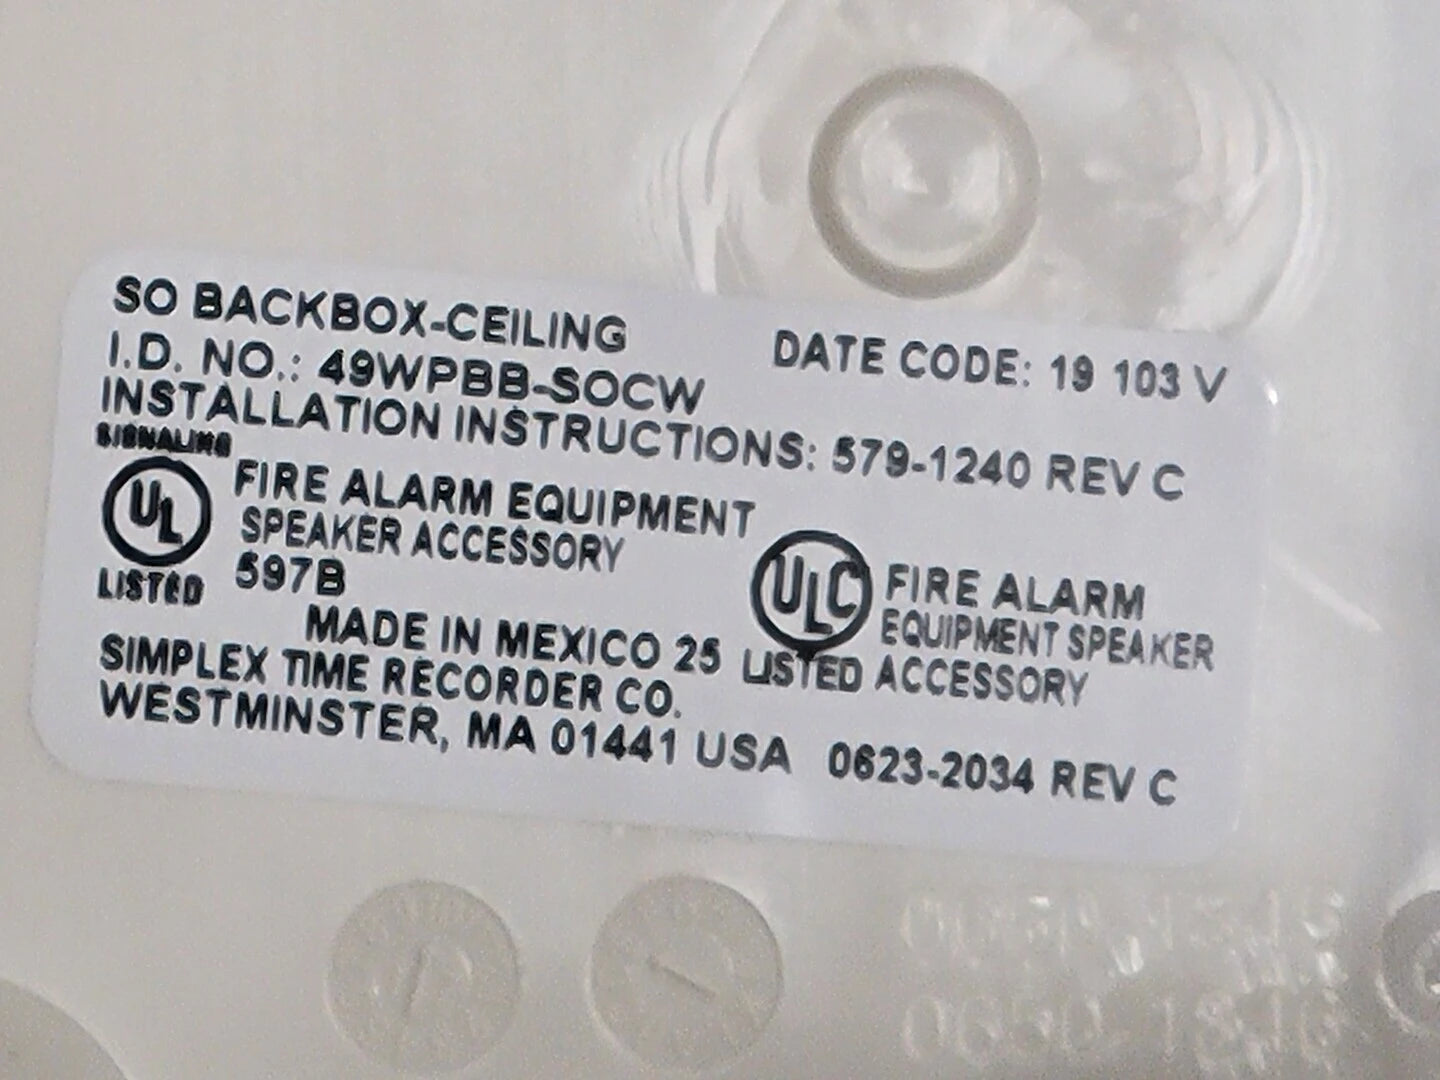 SO BACKBOX-CEILING
DATE CODE: 19 103 V
I.D. NO.: 49WPBB-SOCW
INSTALLATION INSTRUCTIONS: 579-1240 REV C
SIGNALING
UL
LISTED
FIRE ALARM EQUIPMENT
SPEAKER ACCESSORY
597B
ULC
LISTED
FIRE ALARM
EQUIPMENT SPEAKER
ACCESSORY
MADE IN MEXICO 25
SIMPLEX TIME RECORDER CO.
WESTMINSTER, MA 01441 USA 0623-2034 REV C